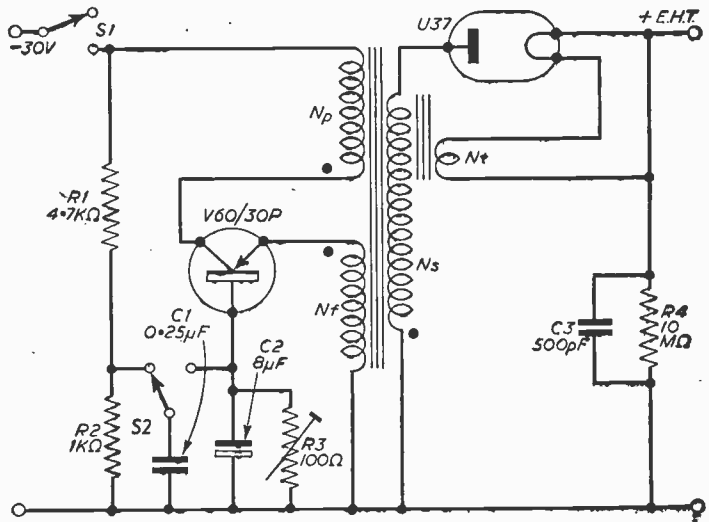 S1
-30V
U37
+ E.H.T.
Np
Nt
R1
4·7KΩ
V60/30P
Nf
Ns
C1
0·25μF
C2
8μF
C3
500pF
R4
10
MΩ
S2
R2
1KΩ
R3
100Ω
E